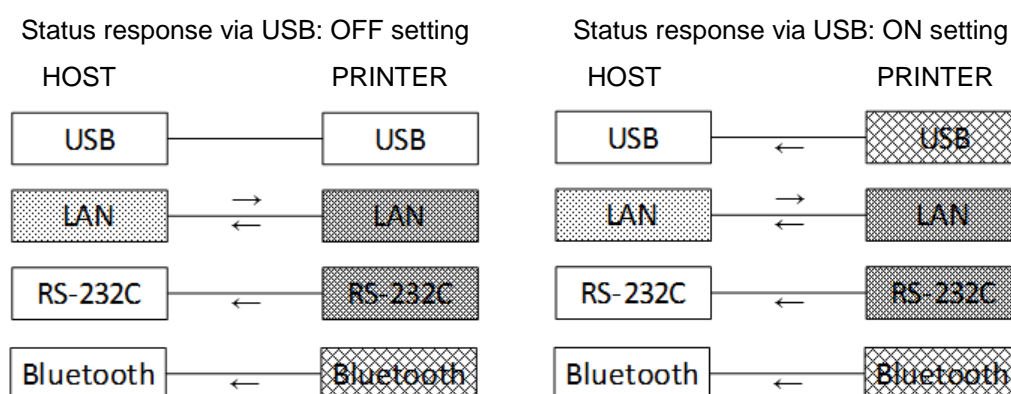 Status response via USB: OFF setting Status response via USB: ON setting
HOST PRINTER HOST PRINTER
USB USB USB USB
LAN LAN LAN LAN
RS-232C RS-232C RS-232C RS-232C
Bluetooth Bluetooth Bluetooth Bluetooth